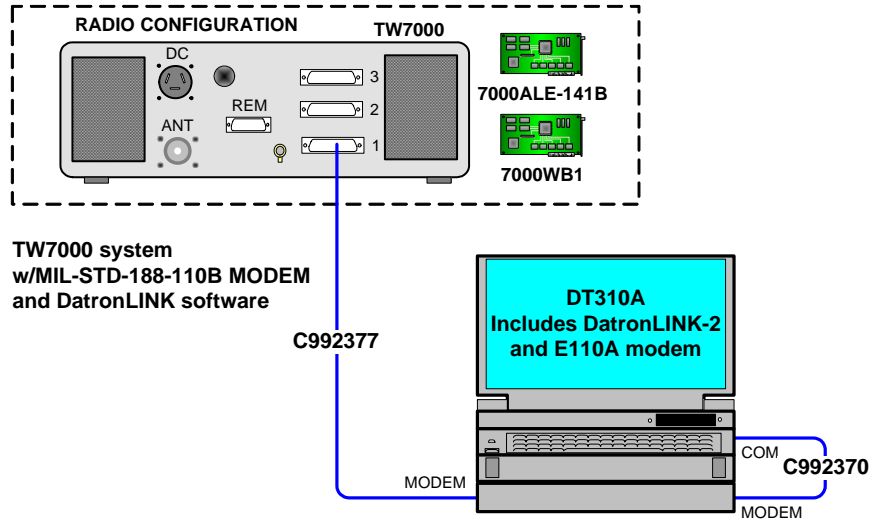 RADIO CONFIGURATION
TW7000
DC
ANT
REM
3
2
1
7000ALE-141B
7000WB1
TW7000 system
w/MIL-STD-188-110B MODEM
and DatronLINK software
C992377
DT310A
Includes DatronLINK-2
and E110A modem
COM
C992370
MODEM
MODEM